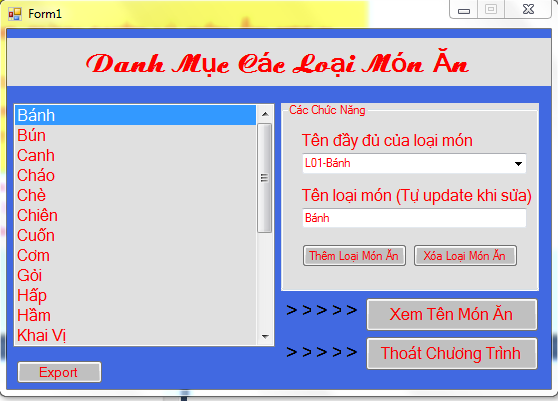 Form1
Danh Mục Các Loại Món Ăn
Bánh
Bún
Canh
Cháo
Chè
Chiên
Cuốn
Cơm
Gỏi
Hấp
Hầm
Khai Vị
Export
Các Chức Năng
Tên đầy đủ của loại món
L01-Bánh
Tên loại món (Tự update khi sửa)
Bánh
Thêm Loại Món Ăn
Xóa Loại Món Ăn
> > > > > Xem Tên Món Ăn
> > > > > Thoát Chương Trình